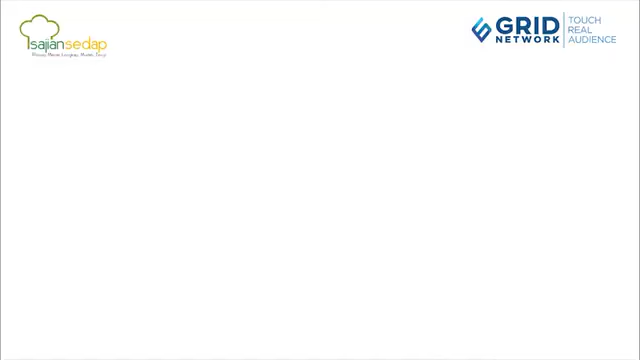 sajiansedap
GRID
NETWORK
TOUCH
REAL
AUDIENCE